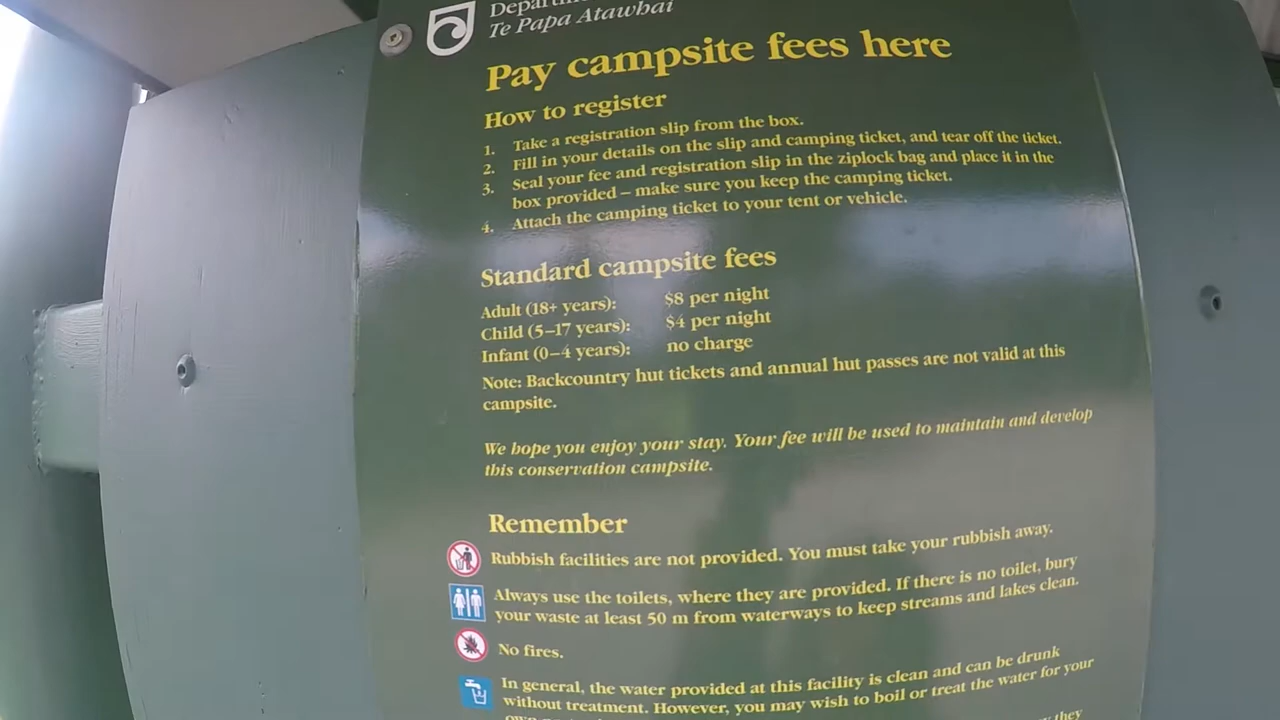 Te Papa Atawhai
Pay campsite fees here
How to register
1. Take a registration slip from the box.
2. Fill in your details on the slip and camping ticket, and tear off the ticket.
3. Seal your fee and registration slip in the ziplock bag and place it in the
box provided – make sure you keep the camping ticket.
4. Attach the camping ticket to your tent or vehicle.
Standard campsite fees
Adult (18+ years): $8 per night
Child (5–17 years): $4 per night
Infant (0–4 years): no charge
Note: Backcountry hut tickets and annual hut passes are not valid at this
campsite.
We hope you enjoy your stay. Your fee will be used to maintain and develop
this conservation campsite.
Remember
Rubbish facilities are not provided. You must take your rubbish away.
Always use the toilets, where they are provided. If there is no toilet, bury
your waste at least 50 m from waterways to keep streams and lakes clean.
No fires.
In general, the water provided at this facility is clean and can be drunk
without treatment. However, you may wish to boil or treat the water for your
they